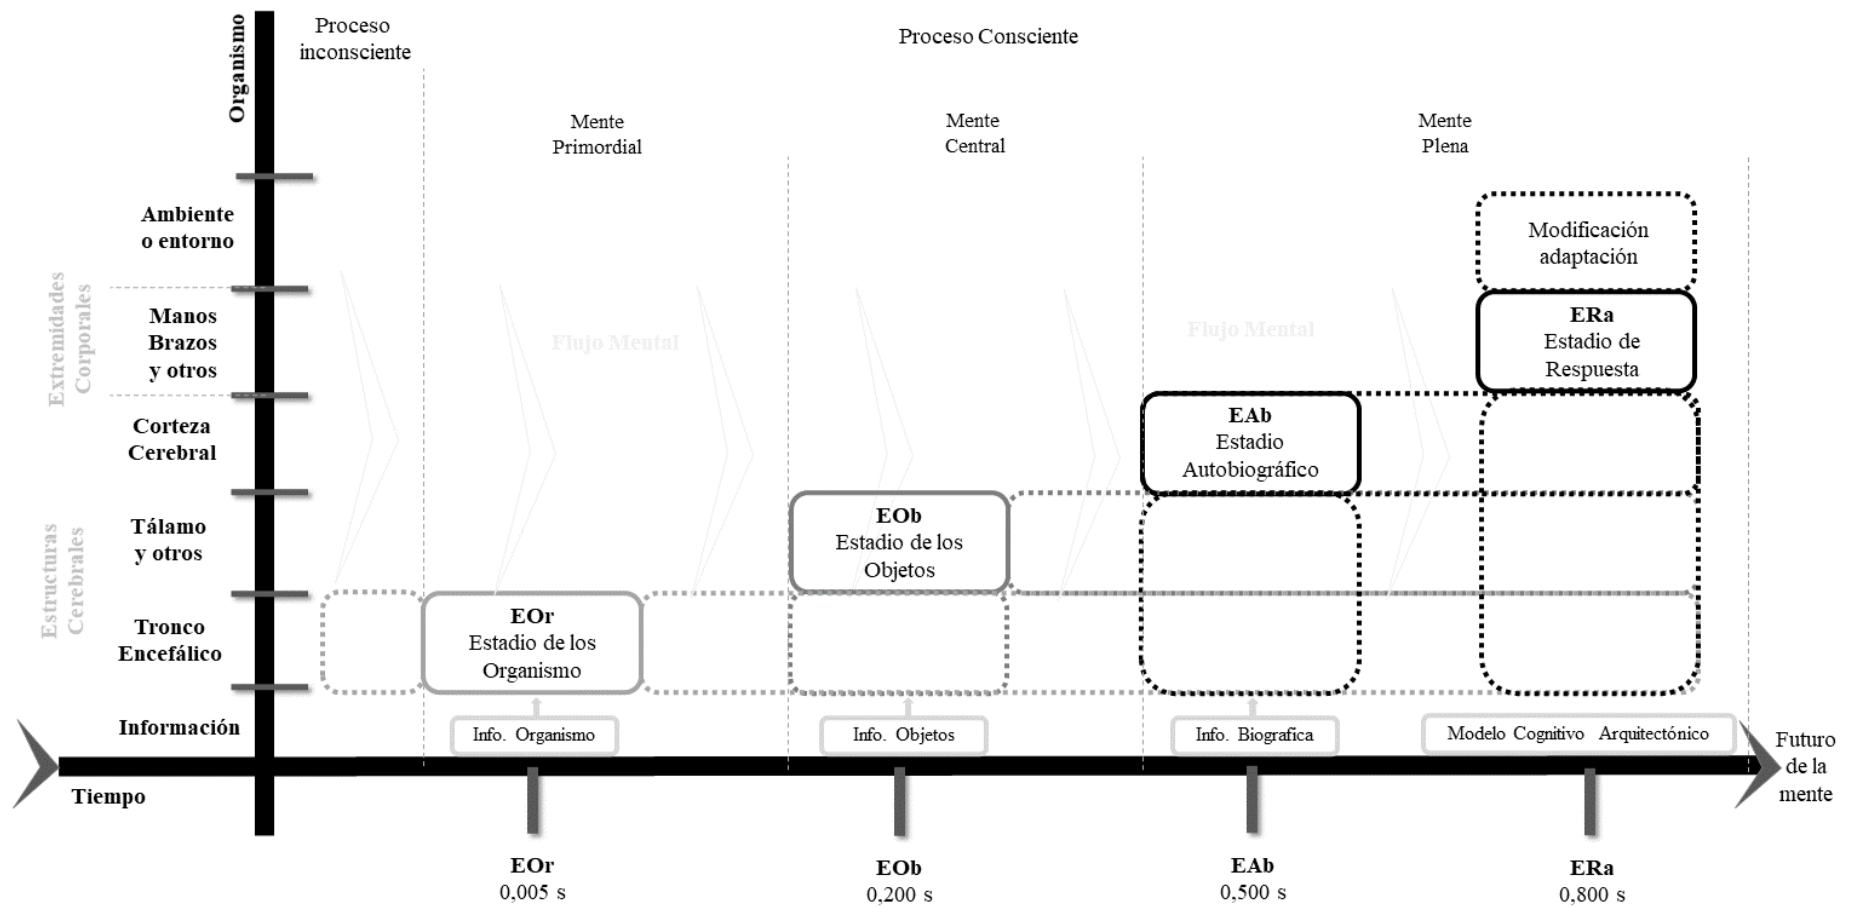 Organismo
Proceso
inconsciente
Proceso Consciente
Mente
Primordial
Mente
Central
Mente
Plena
Ambiente
o entorno
Modificación
adaptación
Extremidades
Corporales
Manos
Brazos
y otros
Flujo Mental
Flujo Mental
ERa
Estadio de
Respuesta
Corteza
Cerebral
EAb
Estadio
Autobiográfico
Estructuras
Cerebrales
Tálamo
y otros
EOb
Estadio de los
Objetos
Tronco
Encefálico
EOr
Estadio de los
Organismo
Información
Info. Organismo
Info. Objetos
Info. Biografica
Modelo Cognitivo Arquitectónico
Futuro
de la
mente
Tiempo
EOr
0,005 s
EOb
0,200 s
EAb
0,500 s
ERa
0,800 s